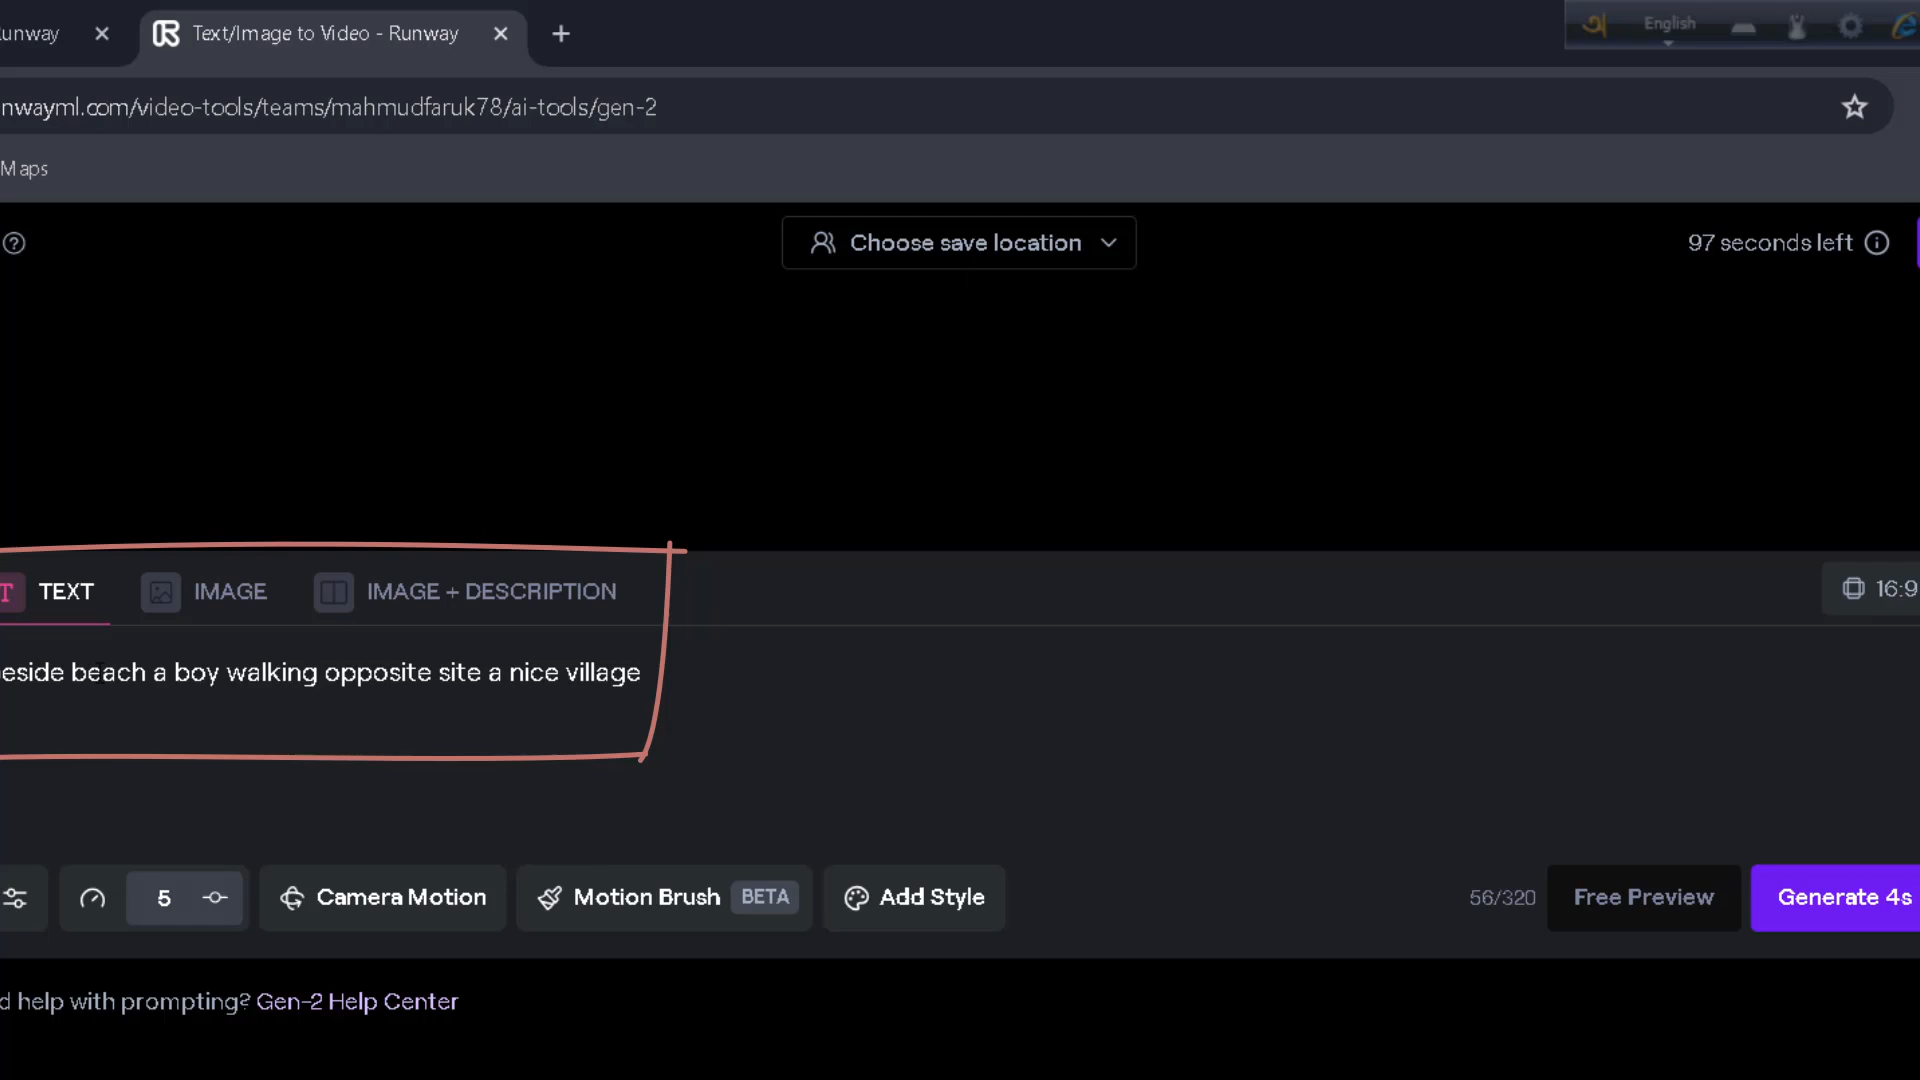 Text/Image to Video - Runway
English
nwayml.com/video-tools/teams/mahmudfaruk78/ai-tools/gen-2
Maps
Choose save location
97 seconds left
TEXT IMAGE IMAGE + DESCRIPTION
16:9
eside beach a boy walking opposite site a nice village
5 Camera Motion Motion Brush BETA Add Style
56/320 Free Preview Generate 4s
d help with prompting? Gen-2 Help Center